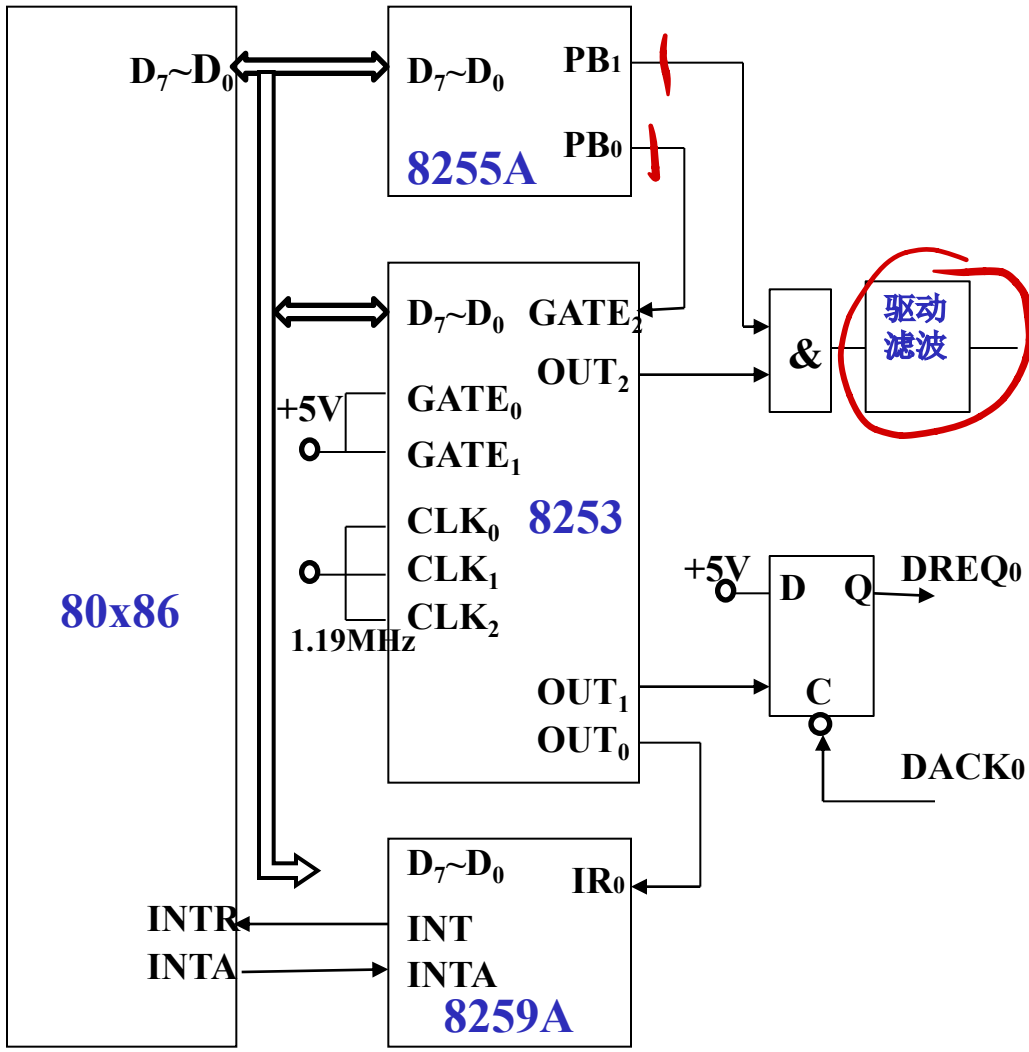 D₇~D₀
D₇~D₀
PB₁
PB₀
8255A
D₇~D₀
GATE₂
OUT₂
+5V
GATE₀
GATE₁
8253
CLK₀
CLK₁
CLK₂
1.19MHz
OUT₁
OUT₀
80x86
&
驱动
滤波
+5V
D
Q
DREQ₀
C
DACK₀
D₇~D₀
IR₀
INTR
INT
INTA
INTA
8259A